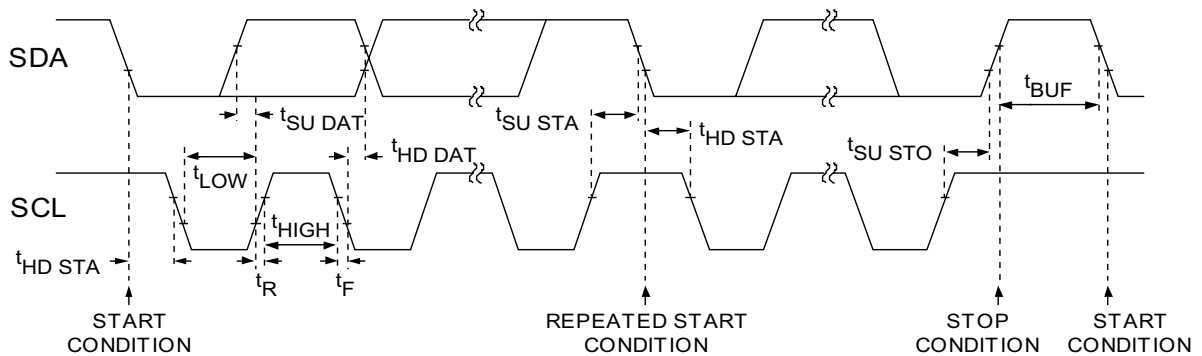 SDA
tBUF
tSU DAT
tSU STA
tHD STA
tHD DAT
tSU STO
tLOW
SCL
tHIGH
tHD STA
tR
tF
START
CONDITION
REPEATED START
CONDITION
STOP
CONDITION
START
CONDITION